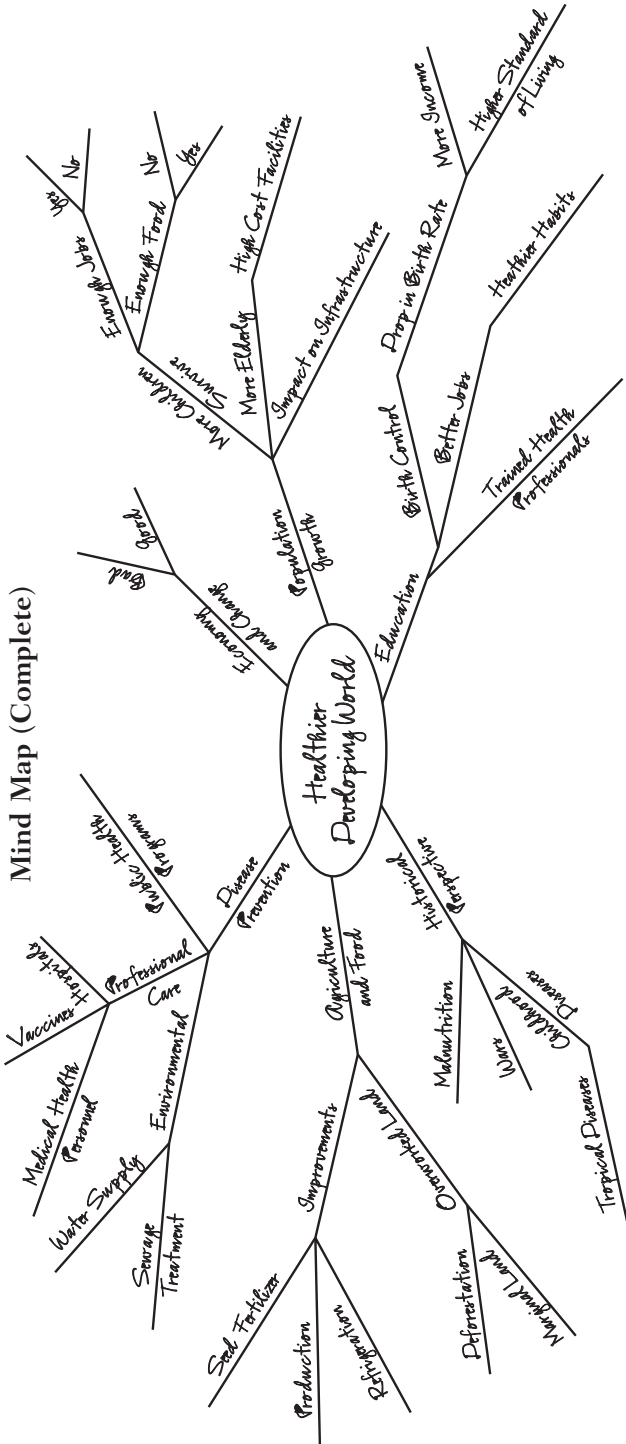 Mind Map (Complete)
Healthier
Developing World
Disease
Prevention
Public Health
Programs
Professional
Care
Hospitals
Vaccines
Medical Health
Personnel
Environmental
Water Supply
Sewage
Treatment
Agriculture
and Food
Improvements
Seed Fertilizer
Production
Refrigeration
Overworked Land
Deforestation
Marginal Land
Historical
Perspective
Malnutrition
Wars
Childhood
Diseases
Tropical Diseases
Economy
and Change
Bad
Good
Population
Growth
More Children
Survive
Enough Jobs
Yes
No
Enough Food
No
Yes
More Elderly
High Cost Facilities
Impact on Infrastructure
Education
Birth Control
Drop in Birth Rate
More Income
Higher Standard
of Living
Better Jobs
Heathier Habits
Trained Health
Professionals